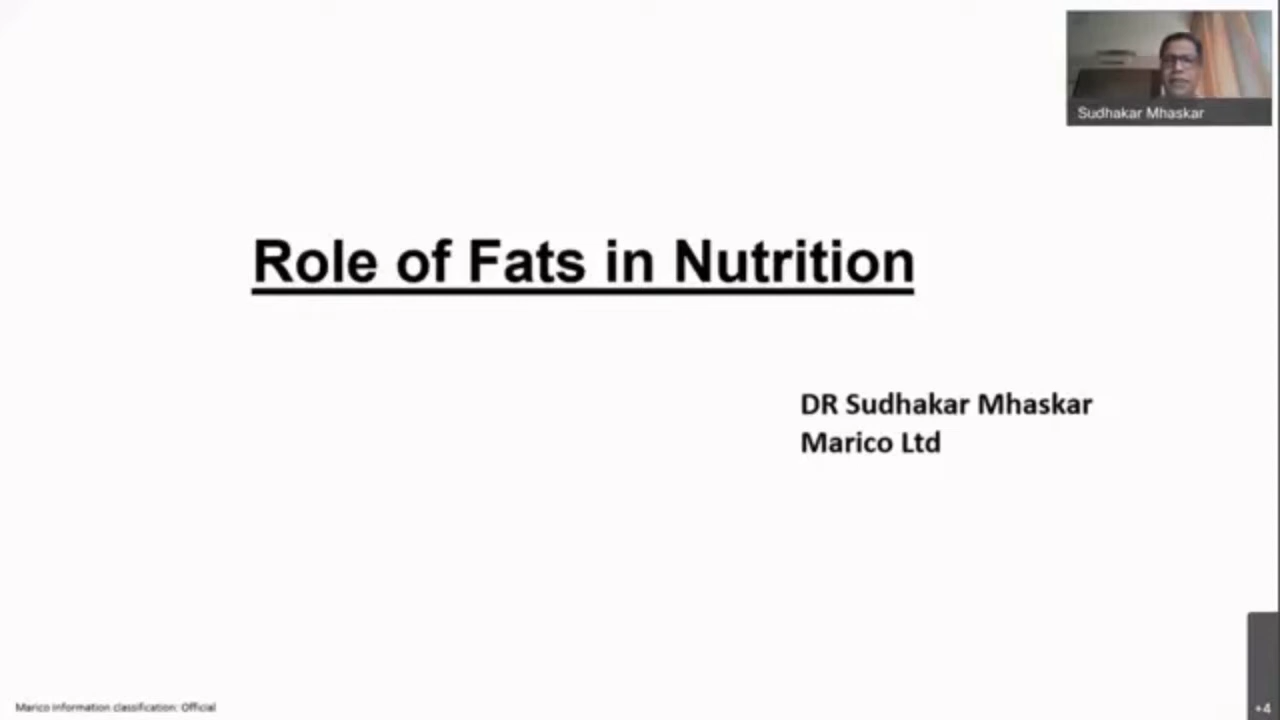 Sudhakar Mhaskar
Role of Fats in Nutrition
DR Sudhakar Mhaskar
Marico Ltd
Marico Information classification: Official
+4